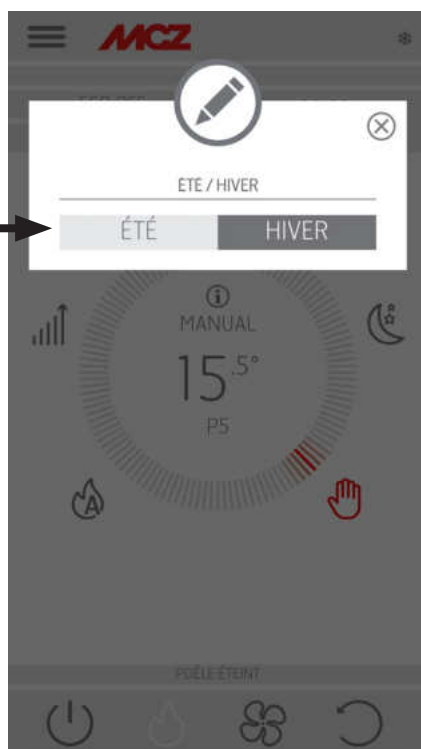 MCZ
ÉTÉ / HIVER
ÉTÉ HIVER
MANUAL
15.5°
P5
A
POÊLE ÉTEINT